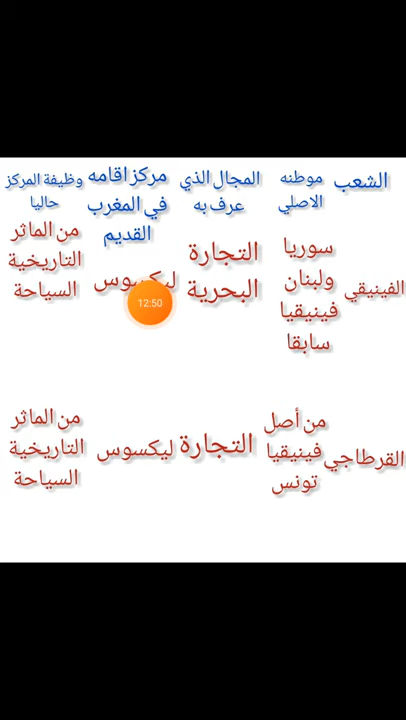 الشعب
موطنه
الاصلي
المجال الذي
عرف به
مركز اقامه
في المغرب
القديم
وظيفة المركز
حاليا
الفينيقي
سوريا
ولبنان
فينيقيا
سابقا
التجارة
البحرية
ليكسوس
من الماثر
التاريخية
السياحة
12:50
القرطاجي
من أصل
فينيقيا
تونس
التجارة
ليكسوس
من الماثر
التاريخية
السياحة